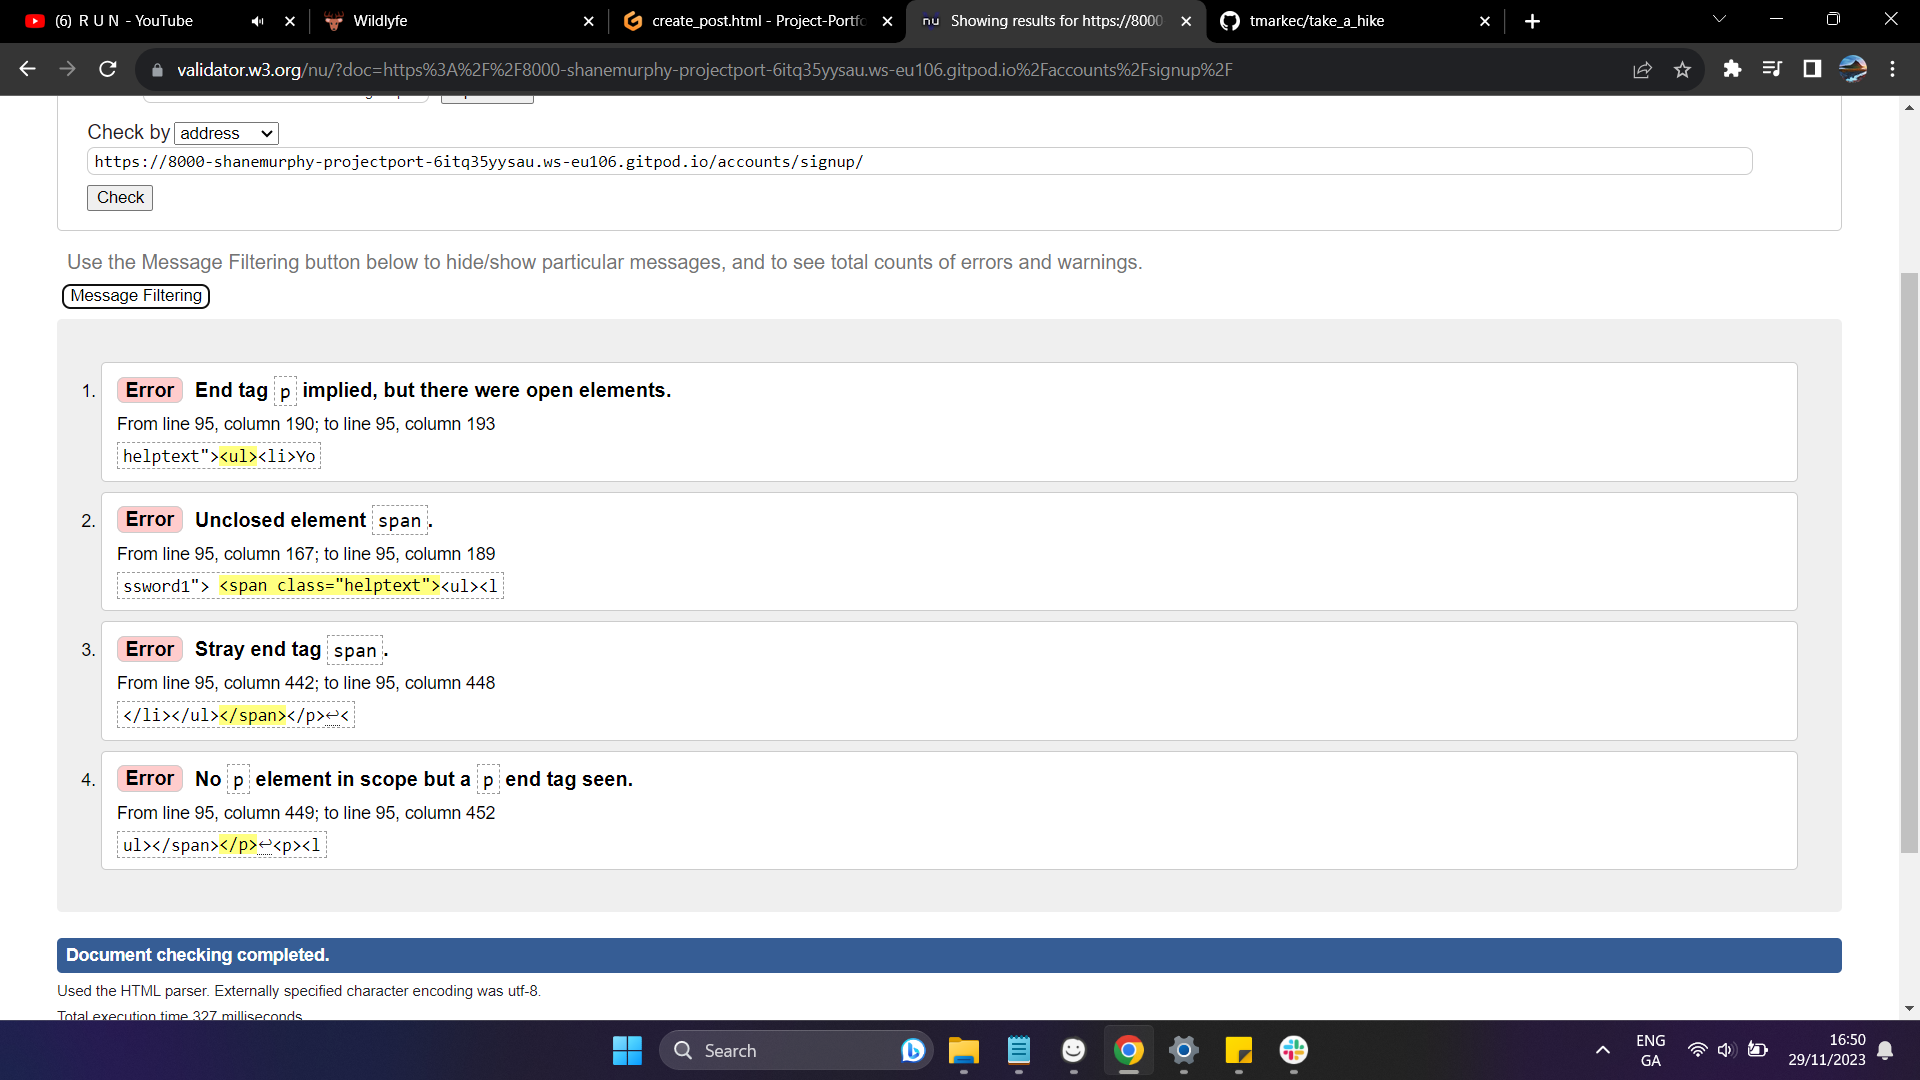 (6) R U N - YouTube
Wildlyfe
create_post.html - Project-Portfo
nu Showing results for https://8000-
tmarkec/take_a_hike
validator.w3.org/nu/?doc=https%3A%2F%2F8000-shanemurphy-projectport-6itq35yysau.ws-eu106.gitpod.io%2Faccounts%2Fsignup%2F
Check by address
https://8000-shanemurphy-projectport-6itq35yysau.ws-eu106.gitpod.io/accounts/signup/
Check
Use the Message Filtering button below to hide/show particular messages, and to see total counts of errors and warnings.
Message Filtering
1. Error End tag p implied, but there were open elements.
From line 95, column 190; to line 95, column 193
helptext"><ul><li>Yo
2. Error Unclosed element span.
From line 95, column 167; to line 95, column 189
ssword1"> <span class="helptext"><ul><l
3. Error Stray end tag span.
From line 95, column 442; to line 95, column 448
</li></ul></span></p>↩<
4. Error No p element in scope but a p end tag seen.
From line 95, column 449; to line 95, column 452
ul></span></p>↩<p><l
Document checking completed.
Used the HTML parser. Externally specified character encoding was utf-8.
Total execution time 327 milliseconds.
Search
ENG
GA
16:50
29/11/2023